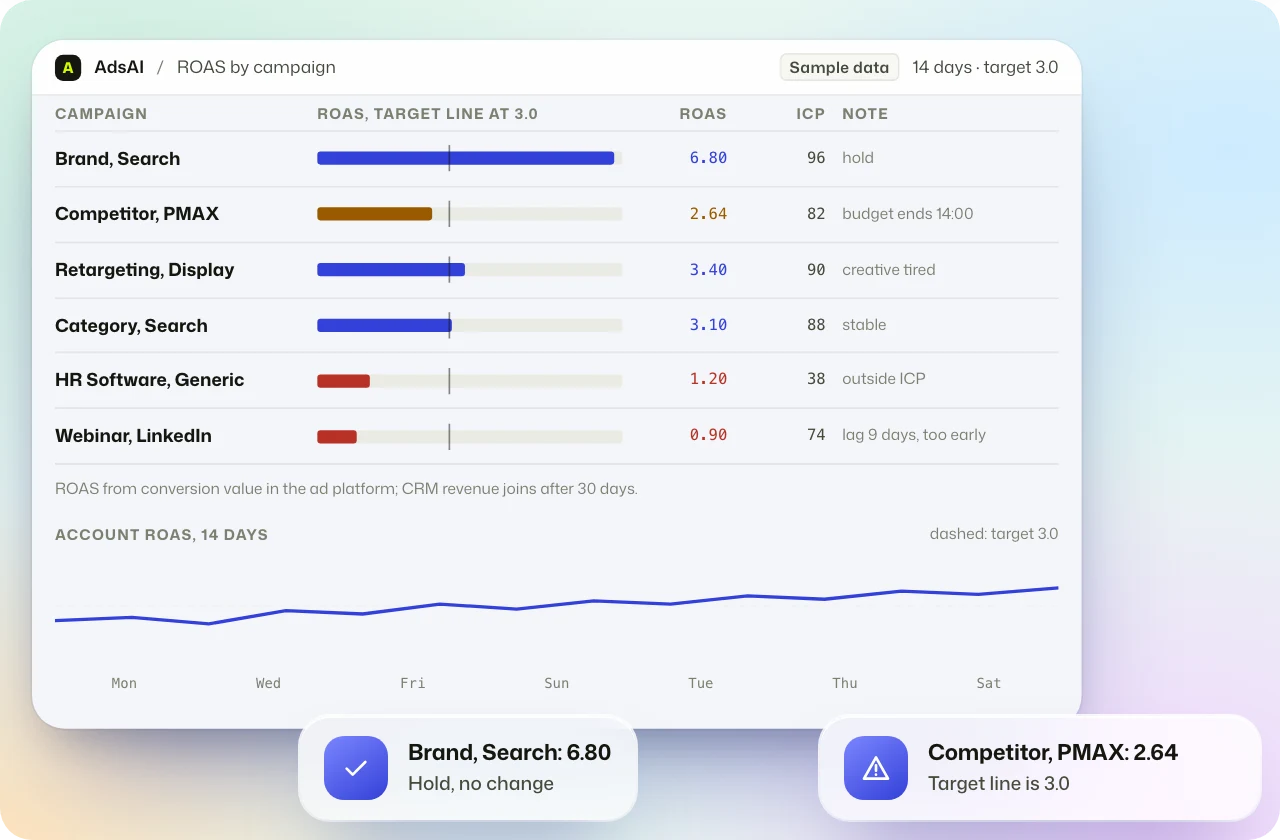 A AdsAI / ROAS by campaign Sample data 14 days · target 3.0
CAMPAIGN ROAS, TARGET LINE AT 3.0 ROAS ICP NOTE
Brand, Search 6.80 96 hold
Competitor, PMAX 2.64 82 budget ends 14:00
Retargeting, Display 3.40 90 creative tired
Category, Search 3.10 88 stable
HR Software, Generic 1.20 38 outside ICP
Webinar, LinkedIn 0.90 74 lag 9 days, too early
ROAS from conversion value in the ad platform; CRM revenue joins after 30 days.
ACCOUNT ROAS, 14 DAYS dashed: target 3.0
Mon Wed Fri Sun Tue Thu Sat
Brand, Search: 6.80
Hold, no change
Competitor, PMAX: 2.64
Target line is 3.0